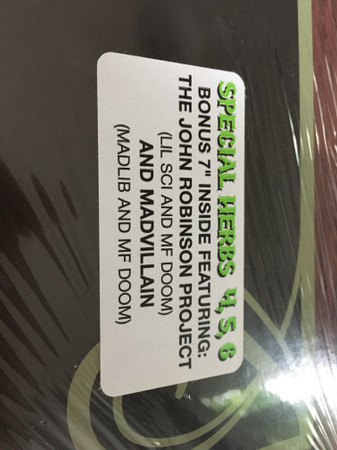 SPECIAL HERBS 4, 5, 6
BONUS 7" INSIDE FEATURING:
THE JOHN ROBINSON PROJECT
(LIL SCI AND MF DOOM)
AND MADVILLAIN
(MADLIB AND MF DOOM)